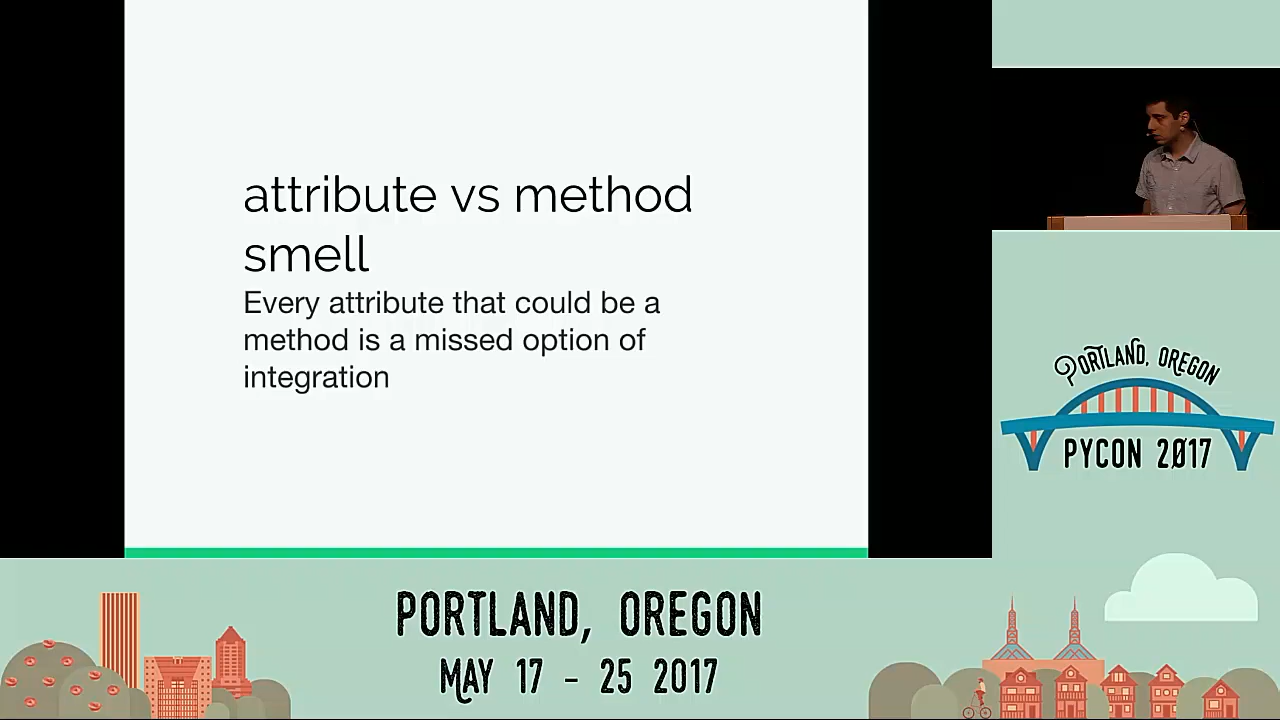 attribute vs method
smell
Every attribute that could be a
method is a missed option of
integration
PORTLAND, OREGON
PYCON 2017
PORTLAND, OREGON
MAY 17 - 25 2017